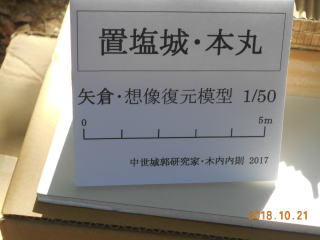 置塩城・本丸
矢倉・想像復元模型 1/50
0 5m
中世城郭研究家・木内内則 2017
2018.10.21